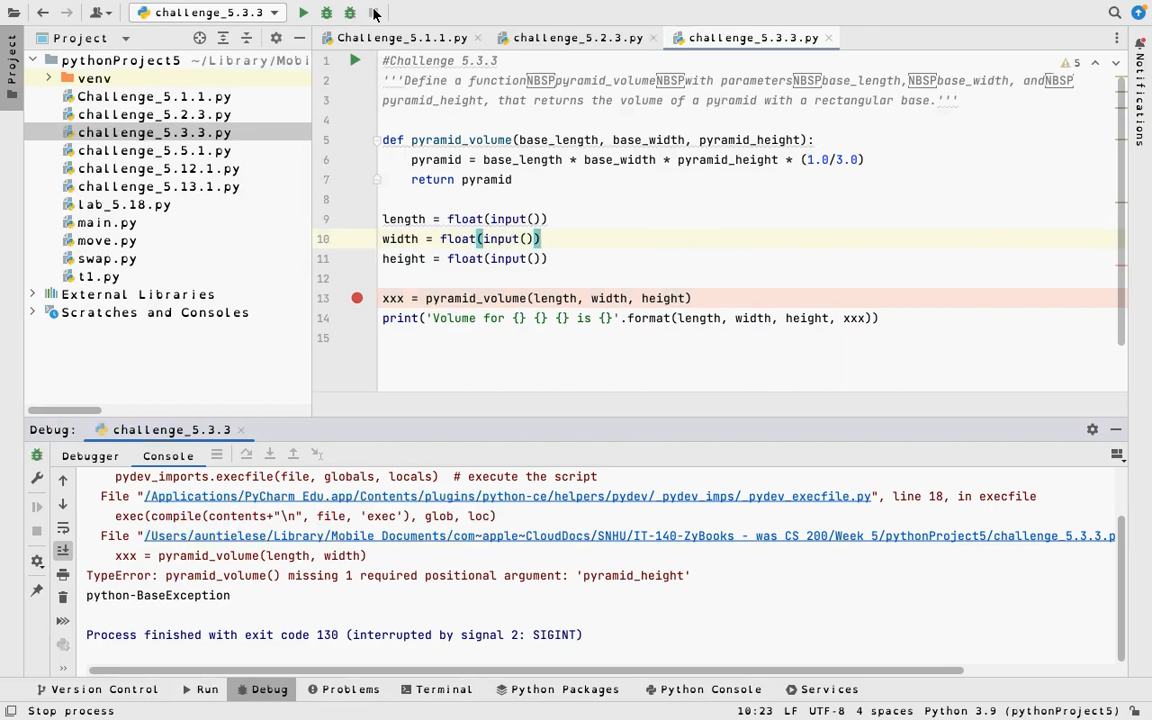 challenge_5.3.3
Project
Challenge_5.1.1.py
challenge_5.2.3.py
challenge_5.3.3.py
Project
Notifications
pythonProject5 ~/Library/Mobi
venv
Challenge_5.1.1.py
challenge_5.2.3.py
challenge_5.3.3.py
challenge_5.5.1.py
challenge_5.12.1.py
challenge_5.13.1.py
lab_5.18.py
main.py
move.py
swap.py
t1.py
External Libraries
Scratches and Consoles
5
1 #Challenge 5.3.3
2 '''Define a functionNBSPpyramid_volumeNBSPwith parametersNBSPbase_length,NBSPbase_width, andNBSP
3 pyramid_height, that returns the volume of a pyramid with a rectangular base.'''
4
5 def pyramid_volume(base_length, base_width, pyramid_height):
6 pyramid = base_length * base_width * pyramid_height * (1.0/3.0)
7 return pyramid
8
9 length = float(input())
10 width = float(input())
11 height = float(input())
12
13 xxx = pyramid_volume(length, width, height)
14 print('Volume for {} {} {} is {}'.format(length, width, height, xxx))
15
Debug: challenge_5.3.3
Debugger Console
pydev_imports.execfile(file, globals, locals)  # execute the script
File "/Applications/PyCharm Edu.app/Contents/plugins/python-ce/helpers/pydev/_pydev_imps/_pydev_execfile.py", line 18, in execfile
exec(compile(contents+"\n", file, 'exec'), glob, loc)
File "/Users/auntielese/Library/Mobile Documents/com~apple~CloudDocs/SNHU/IT-140-ZyBooks - was CS 200/Week 5/pythonProject5/challenge_5.3.3.p
xxx = pyramid_volume(length, width)
TypeError: pyramid_volume() missing 1 required positional argument: 'pyramid_height'
python-BaseException
Process finished with exit code 130 (interrupted by signal 2: SIGINT)
Version Control Run Debug Problems Terminal Python Packages Python Console Services
Stop process 10:23 LF UTF-8 4 spaces Python 3.9 (pythonProject5)